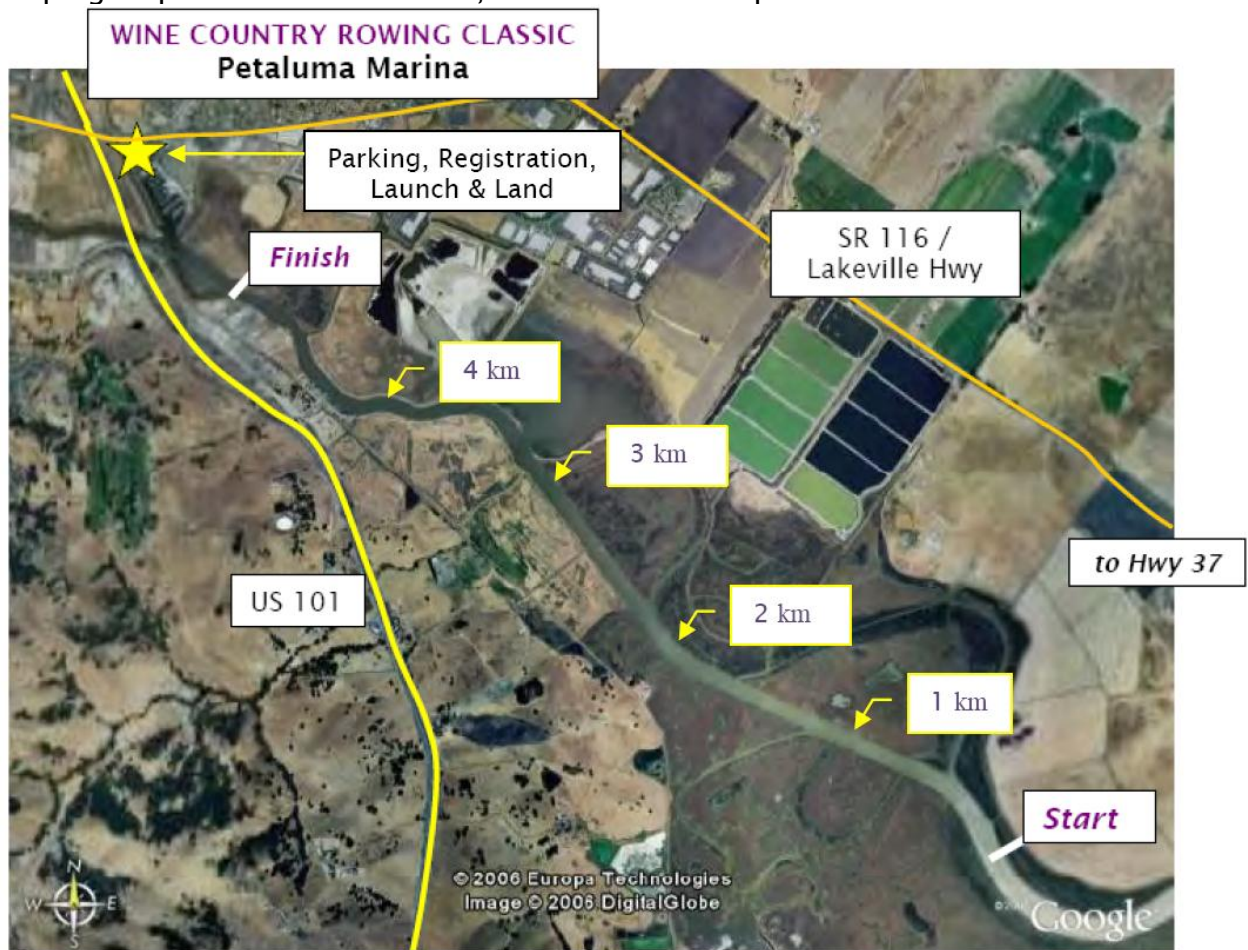 WINE COUNTRY ROWING CLASSIC
Petaluma Marina
Parking, Registration,
Launch & Land
Finish
SR 116 /
Lakeville Hwy
4 km
3 km
to Hwy 37
US 101
2 km
1 km
Start
N
W E
S
© 2006 Europa Technologies
Image © 2006 DigitalGlobe
Google